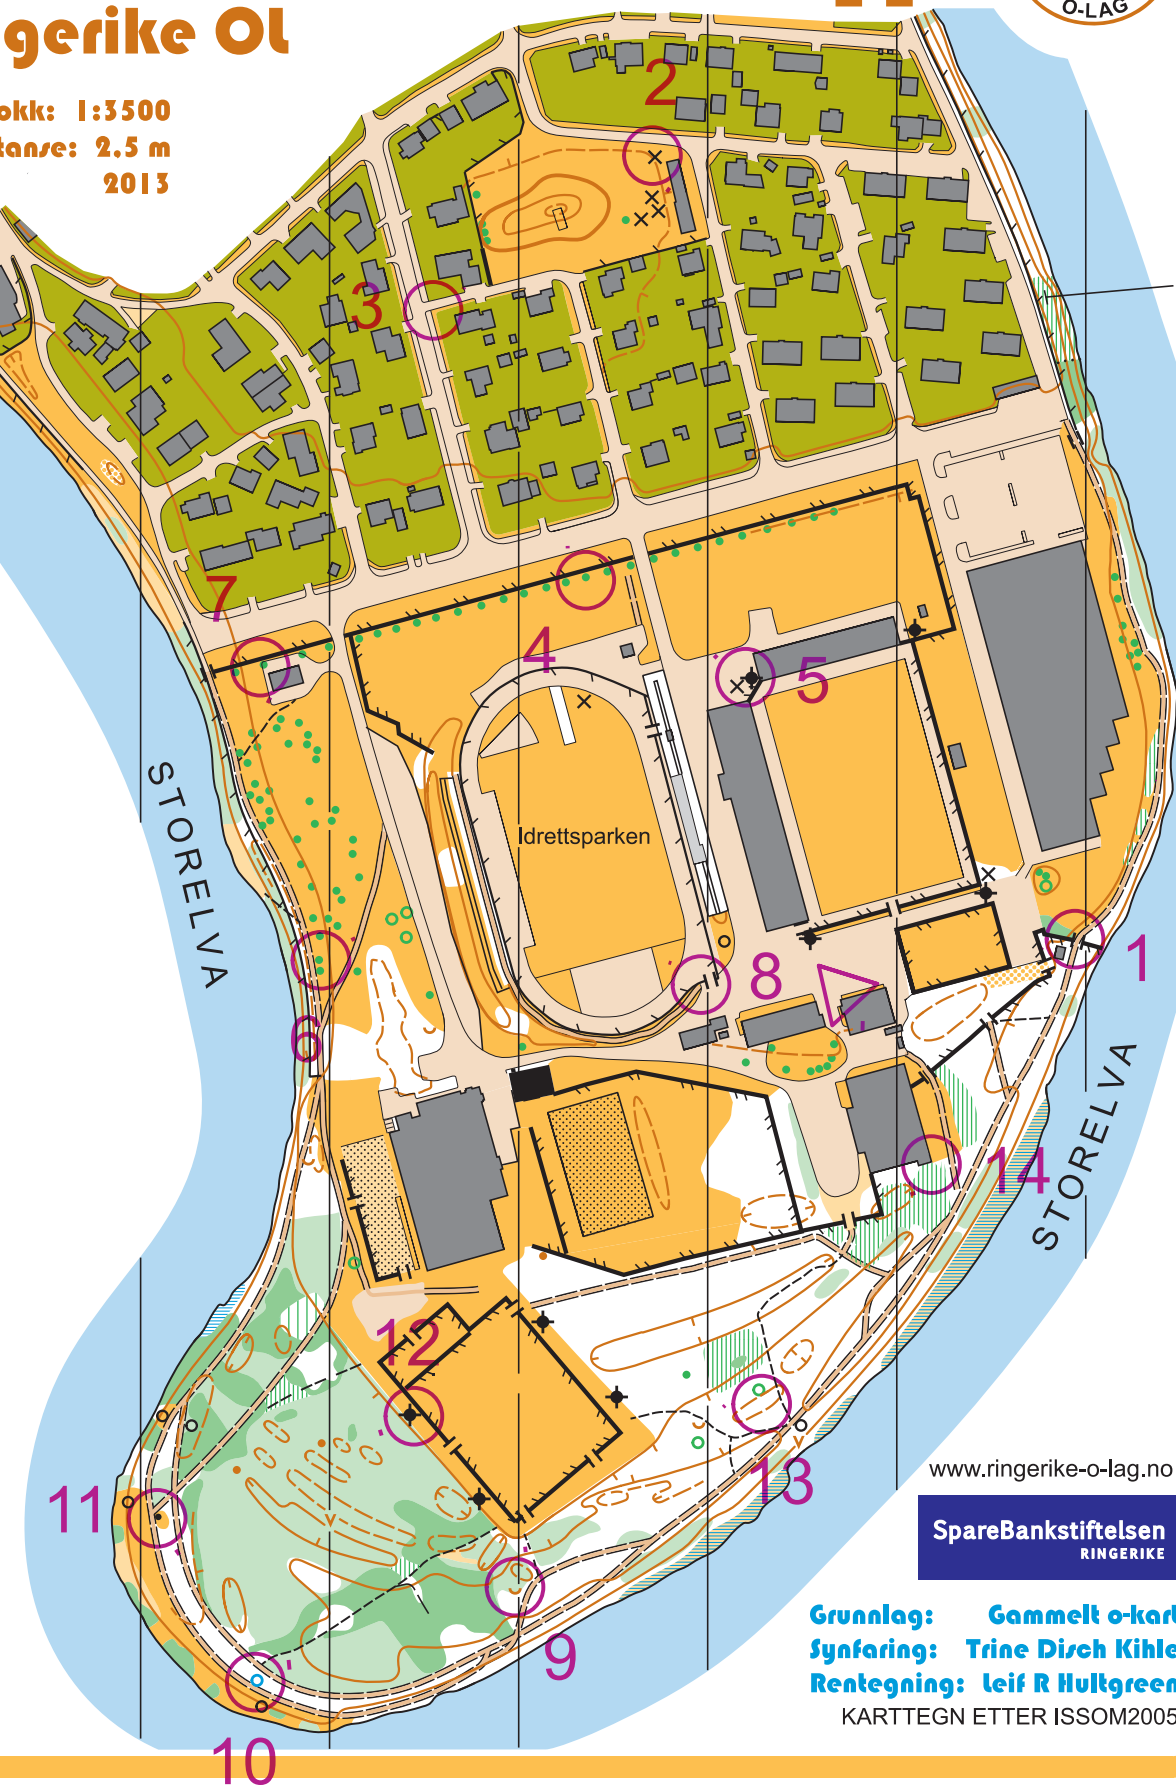 gerike OL
O-LAG
okk: 1:3500
tanse: 2,5 m
2013
2
3
7
4
5
STORELVA
Idrettsparken
8
1
6
STORELVA
14
12
13
11
www.ringerike-o-lag.no
SpareBankstiftelsen
RINGERIKE
9
Grunnlag: Gammelt o-kart
Synfaring: Trine Disch Kihle
Rentegning: Leif R Hultgreen
KARTTEGN ETTER ISSOM2005
10